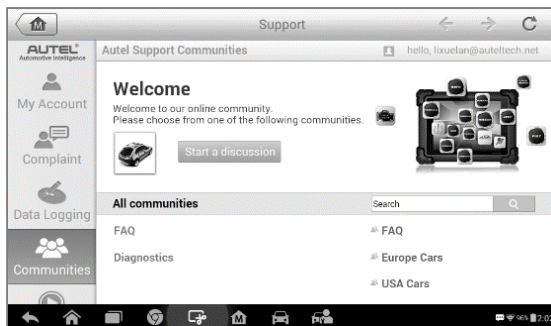 Support
AUTEL®
Automotive Intelligence
Autel Support Communities
hello, lixuelan@auteltech.net
My Account
Complaint
Data Logging
Communities
Welcome
Welcome to our online community.
Please choose from one of the following communities.
Start a discussion
All communities
Search
FAQ
FAQ
Diagnostics
Europe Cars
USA Cars
96%